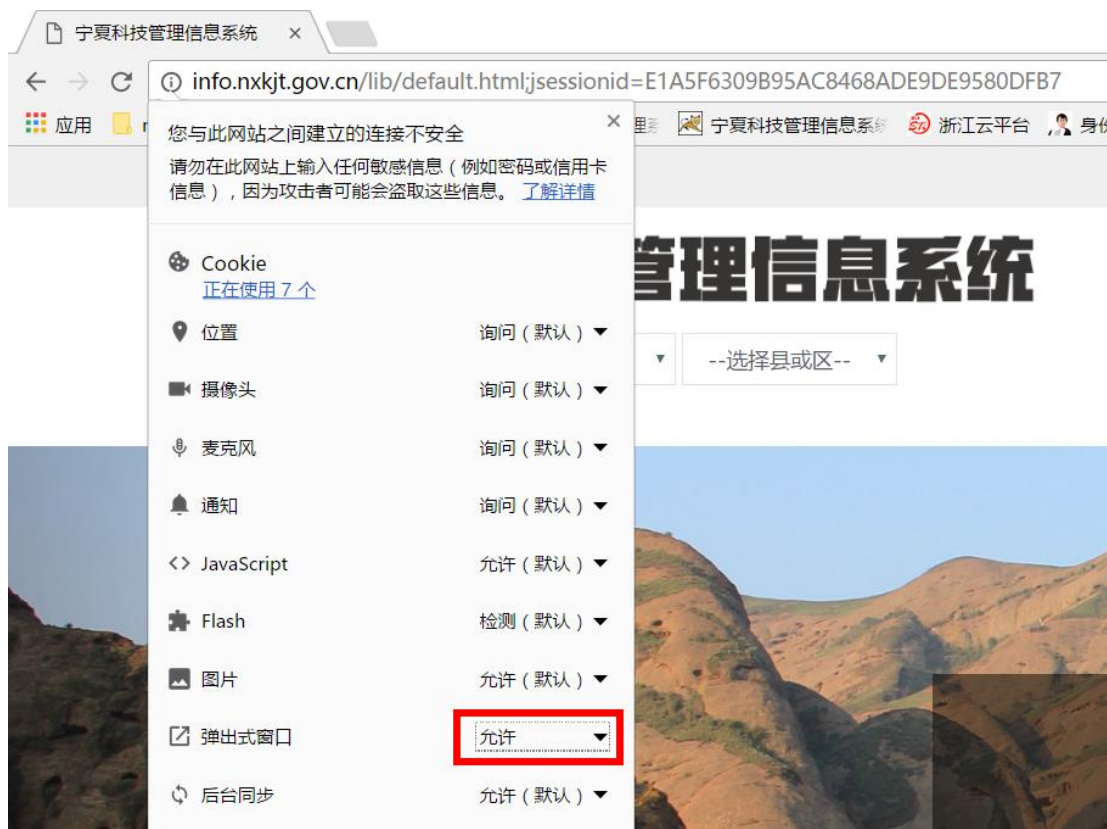 宁夏科技管理信息系统
info.nxkjt.gov.cn/lib/default.html;jsessionid=E1A5F6309B95AC8468ADE9DE9580DFB7
应用
宁夏科技管理信息系
浙江云平台
您与此网站之间建立的连接不安全
请勿在此网站上输入任何敏感信息（例如密码或信用卡
信息），因为攻击者可能会盗取这些信息。 了解详情
管理信息系统
Cookie
正在使用 7 个
位置 询问（默认）
--选择县或区--
摄像头 询问（默认）
麦克风 询问（默认）
通知 询问（默认）
JavaScript 允许（默认）
Flash 检测（默认）
图片 允许（默认）
弹出式窗口 允许
后台同步 允许（默认）